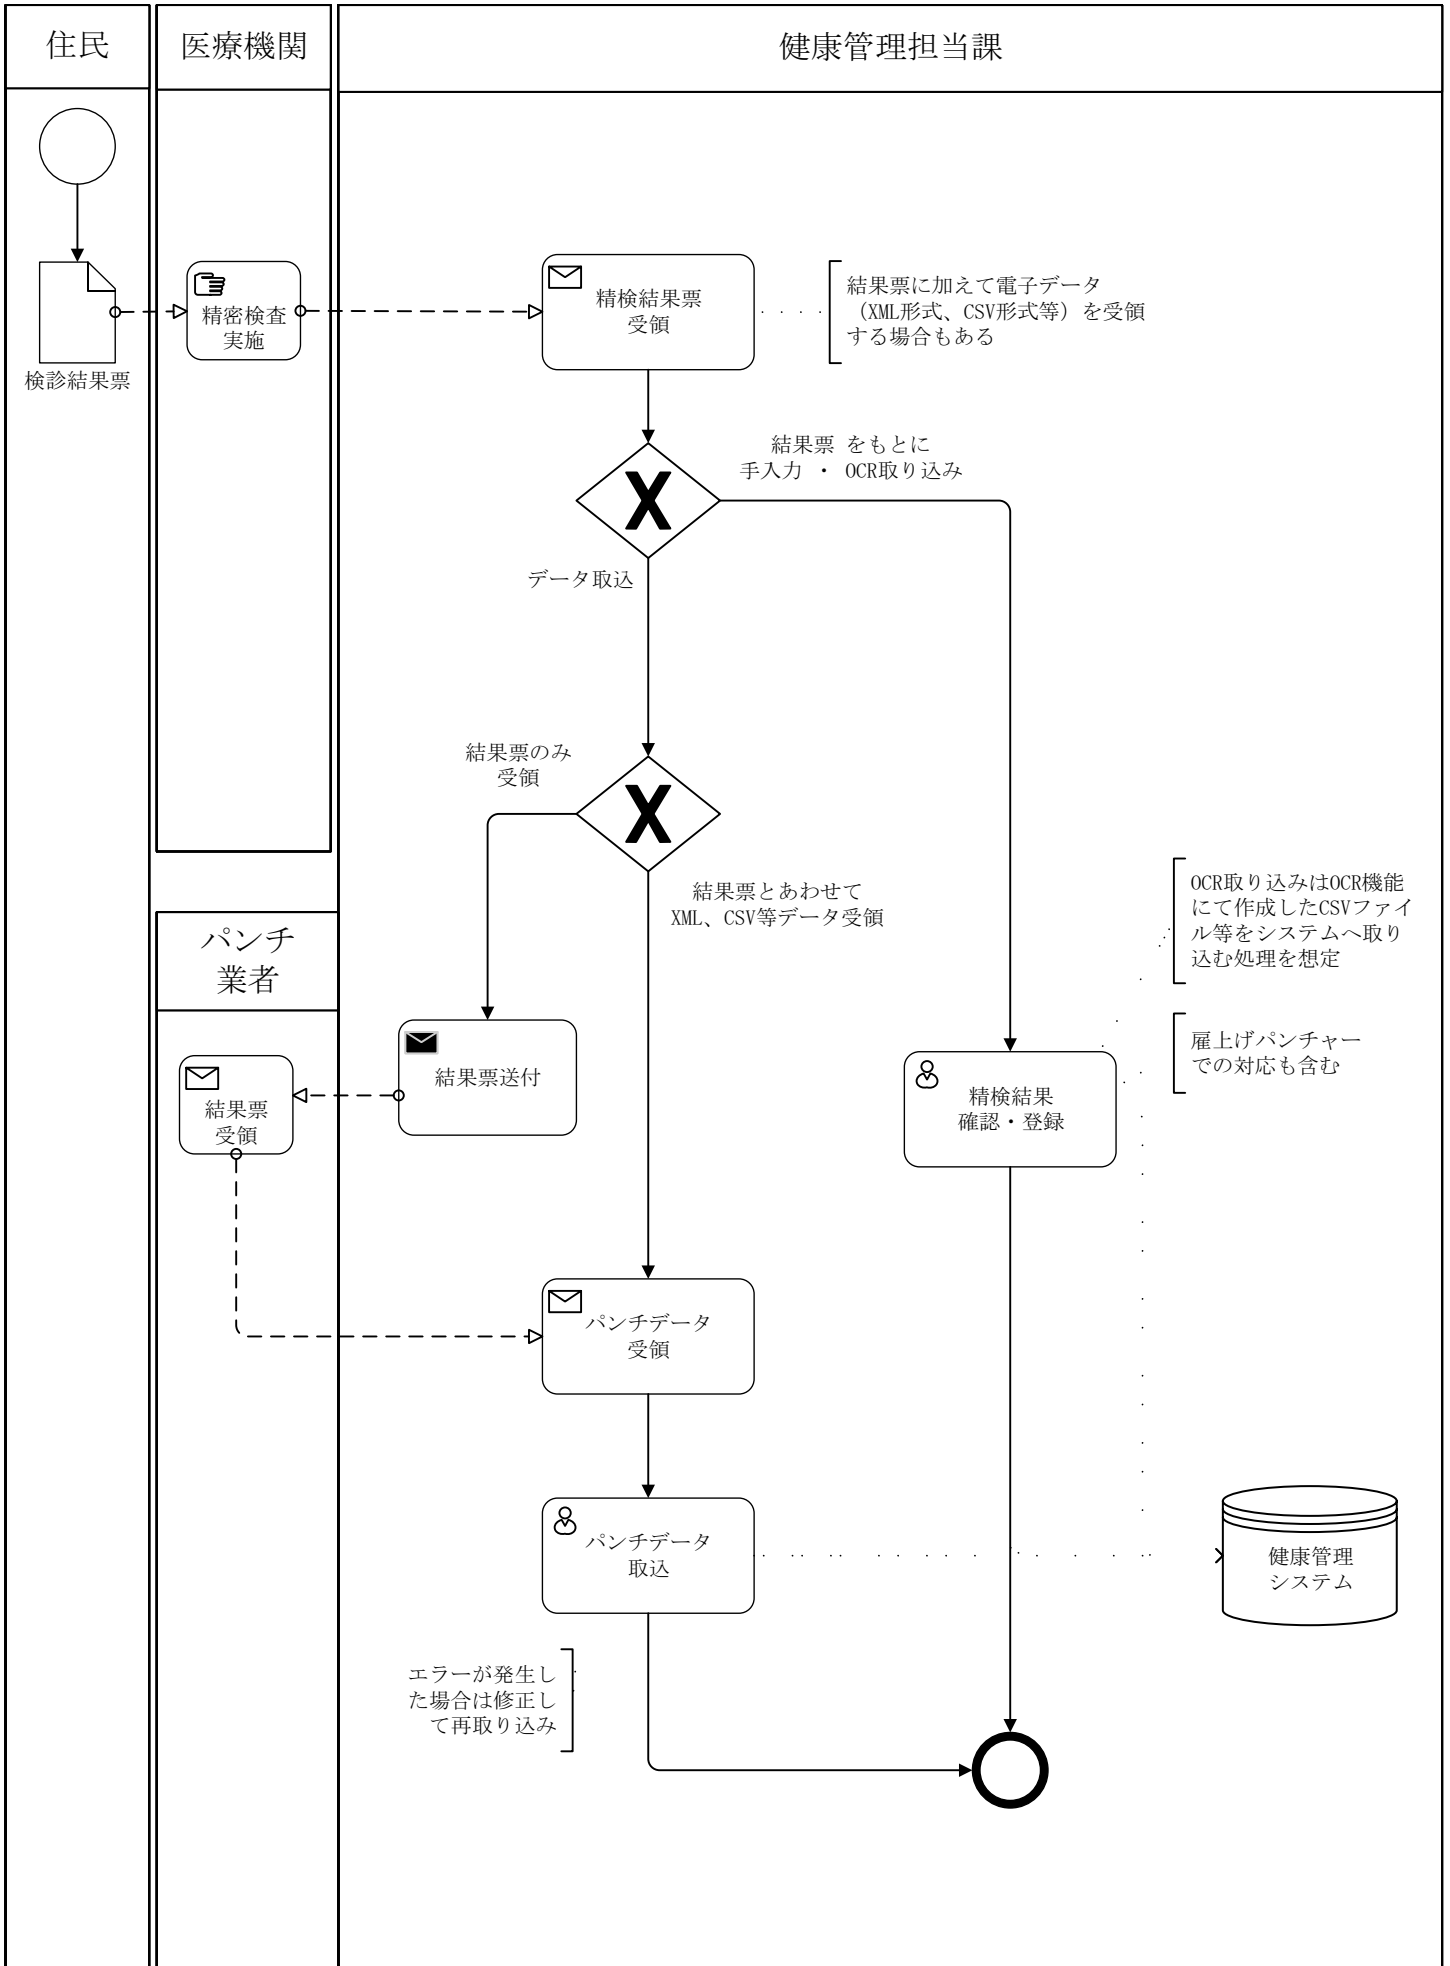 住民
医療機関
健康管理担当課
検診結果票
精密検査
実施
精検結果票
受領
結果票に加えて電子データ
（XML形式、CSV形式等）を受領
する場合もある
結果票 をもとに
手入力 ・ OCR取り込み
データ取込
結果票のみ
受領
結果票とあわせて
XML、CSV等データ受領
OCR取り込みはOCR機能
にて作成したCSVファイ
ル等をシステムへ取り
込む処理を想定
パンチ
業者
雇上げパンチャー
での対応も含む
結果票送付
結果票
受領
精検結果
確認・登録
パンチデータ
受領
パンチデータ
取込
健康管理
システム
エラーが発生し
た場合は修正し
て再取り込み